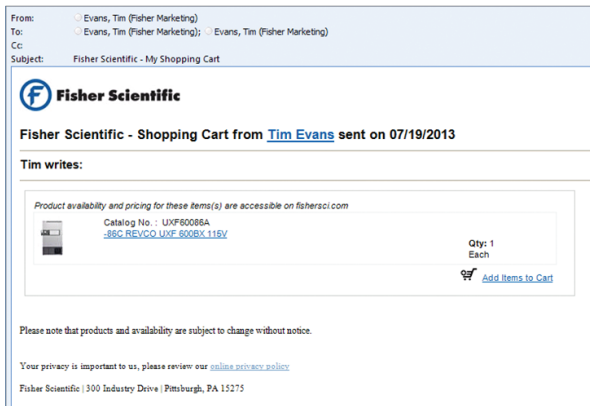 From: Evans, Tim (Fisher Marketing)
To: Evans, Tim (Fisher Marketing); Evans, Tim (Fisher Marketing)
Cc:
Subject: Fisher Scientific - My Shopping Cart
f Fisher Scientific
Fisher Scientific - Shopping Cart from Tim Evans sent on 07/19/2013
Tim writes:
Product availability and pricing for these items(s) are accessible on fishersci.com
Catalog No. : UXF60086A
-86C REVCO UXF 600BX 115V
Qty: 1
Each
Add Items to Cart
Please note that products and availability are subject to change without notice.
Your privacy is important to us, please review our online privacy policy
Fisher Scientific | 300 Industry Drive | Pittsburgh, PA 15275